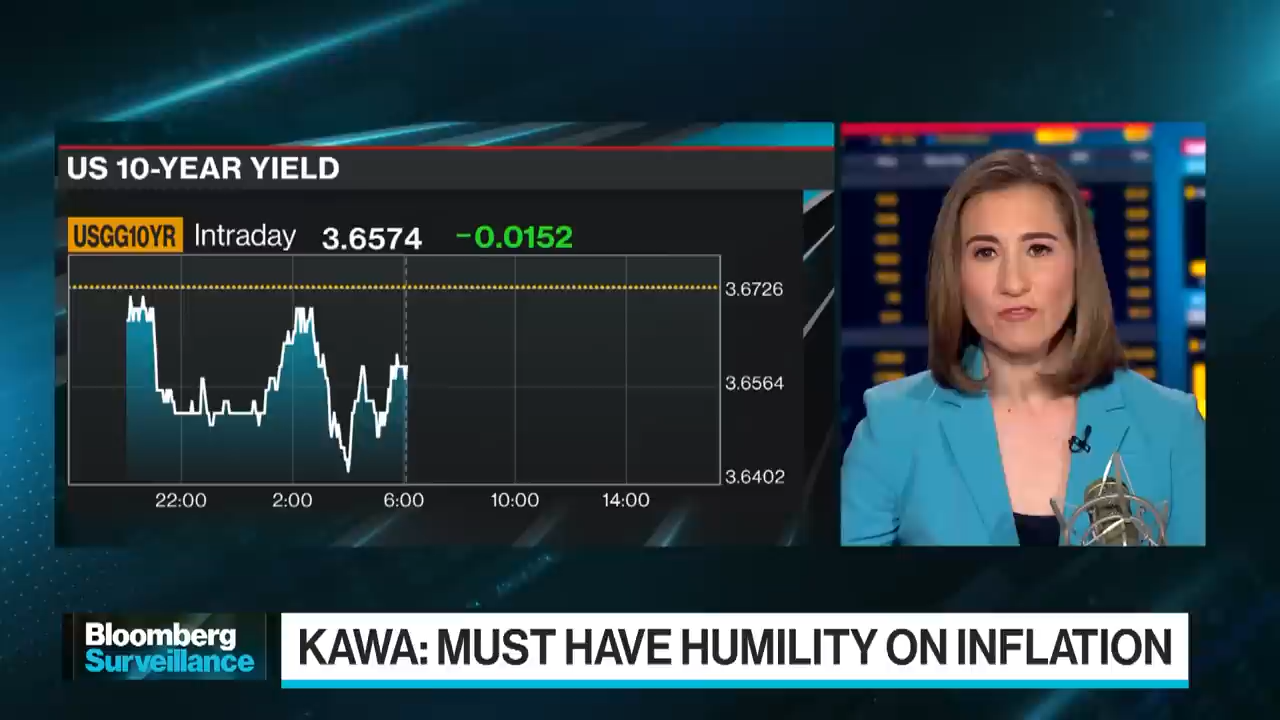 US 10-YEAR YIELD
USGG10YR Intraday 3.6574 -0.0152
3.6726
3.6564
3.6402
22:00 2:00 6:00 10:00 14:00
Bloomberg
Surveillance
KAWA: MUST HAVE HUMILITY ON INFLATION